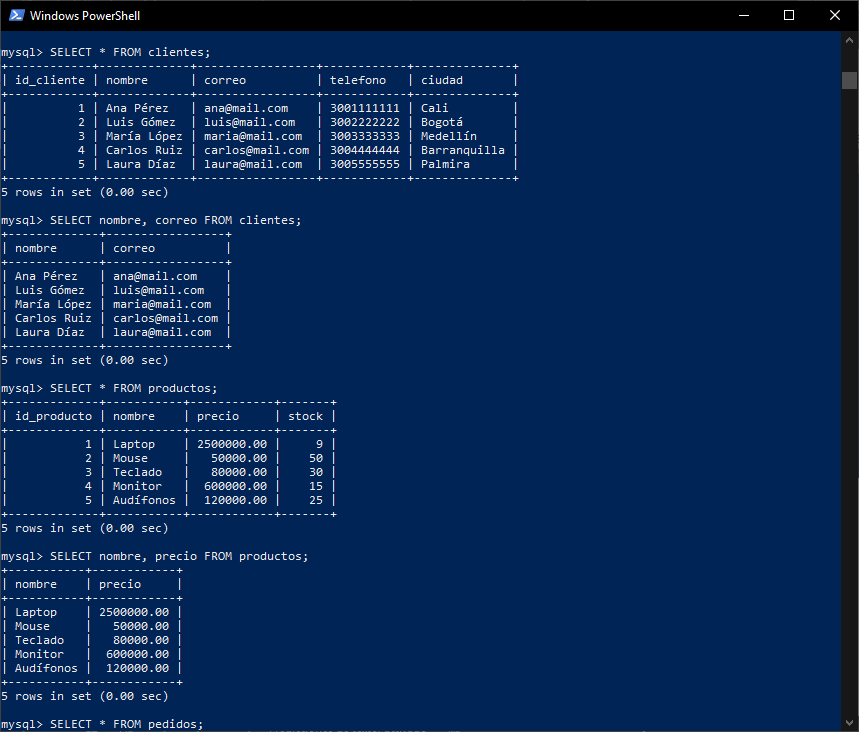 Windows PowerShell
mysql> SELECT * FROM clientes;
+------------+--------------+-----------------+------------+--------------+
| id_cliente | nombre       | correo          | telefono   | ciudad       |
+------------+--------------+-----------------+------------+--------------+
|          1 | Ana Pérez    | ana@mail.com    | 3001111111 | Cali         |
|          2 | Luis Gómez   | luis@mail.com   | 3002222222 | Bogotá       |
|          3 | María López  | maria@mail.com  | 3003333333 | Medellín     |
|          4 | Carlos Ruiz  | carlos@mail.com | 3004444444 | Barranquilla |
|          5 | Laura Díaz   | laura@mail.com  | 3005555555 | Palmira      |
+------------+--------------+-----------------+------------+--------------+
5 rows in set (0.00 sec)
mysql> SELECT nombre, correo FROM clientes;
+-------------+-----------------+
| nombre      | correo          |
+-------------+-----------------+
| Ana Pérez   | ana@mail.com    |
| Luis Gómez  | luis@mail.com   |
| María López | maria@mail.com  |
| Carlos Ruiz | carlos@mail.com |
| Laura Díaz  | laura@mail.com  |
+-------------+-----------------+
5 rows in set (0.00 sec)
mysql> SELECT * FROM productos;
+-------------+-----------+------------+-------+
| id_producto | nombre    | precio     | stock |
+-------------+-----------+------------+-------+
|           1 | Laptop    | 2500000.00 |     9 |
|           2 | Mouse     |   50000.00 |    50 |
|           3 | Teclado   |   80000.00 |    30 |
|           4 | Monitor   |  600000.00 |    15 |
|           5 | Audífonos |  120000.00 |    25 |
+-------------+-----------+------------+-------+
5 rows in set (0.00 sec)
mysql> SELECT nombre, precio FROM productos;
+-----------+------------+
| nombre    | precio     |
+-----------+------------+
| Laptop    | 2500000.00 |
| Mouse     |   50000.00 |
| Teclado   |   80000.00 |
| Monitor   |  600000.00 |
| Audífonos |  120000.00 |
+-----------+------------+
5 rows in set (0.00 sec)
mysql> SELECT * FROM pedidos;